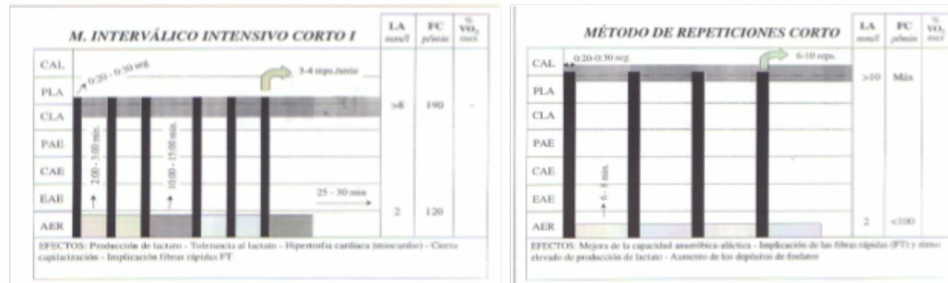 M. INTERVÁLICO INTENSIVO CORTO I
LA mm/l
FC p/min
% VO2 max
CAL
PLA
CLA
PAE
CAE
EAE
AER
0:20 - 0:30 seg.
3-4 reps./serie
2:00 - 3:00 min.
10:00 - 15:00 min.
25 - 30 min.
>8 190 -
2 120
EFECTOS: Producción de lactato - Tolerancia al lactato - Hipertrofia cardiaca (miocardio) - Cierta
capilarización - Implicación fibras rápidas FT
MÉTODO DE REPETICIONES CORTO
LA mm/l
FC p/min
% VO2 max
CAL
PLA
CLA
PAE
CAE
EAE
AER
0:20-0:30 seg.
6-10 reps.
6 - 8 min.
>10 Máx
2 <100
EFECTOS: Mejora de la capacidad anaeróbica-aláctica - Implicación de las fibras rápidas (FT) y
elevado de producción de lactato - Aumento de los depósitos de fosfatos